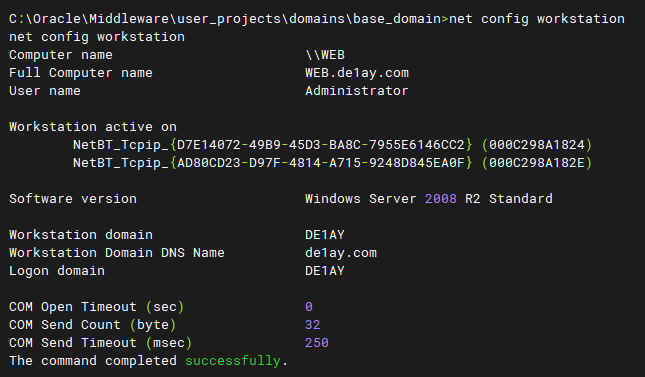 C:\Oracle\Middleware\user_projects\domains\base_domain>net config workstation
net config workstation
Computer name                        \\WEB
Full Computer name                   WEB.de1ay.com
User name                            Administrator

Workstation active on
        NetBT_Tcpip_{D7E14072-49B9-45D3-BA8C-7955E6146CC2} (000C298A1824)
        NetBT_Tcpip_{AD80CD23-D97F-4814-A715-9248D845EA0F} (000C298A182E)

Software version                     Windows Server 2008 R2 Standard

Workstation domain                   DE1AY
Workstation Domain DNS Name          de1ay.com
Logon domain                         DE1AY

COM Open Timeout (sec)               0
COM Send Count (byte)                32
COM Send Timeout (msec)              250
The command completed successfully.